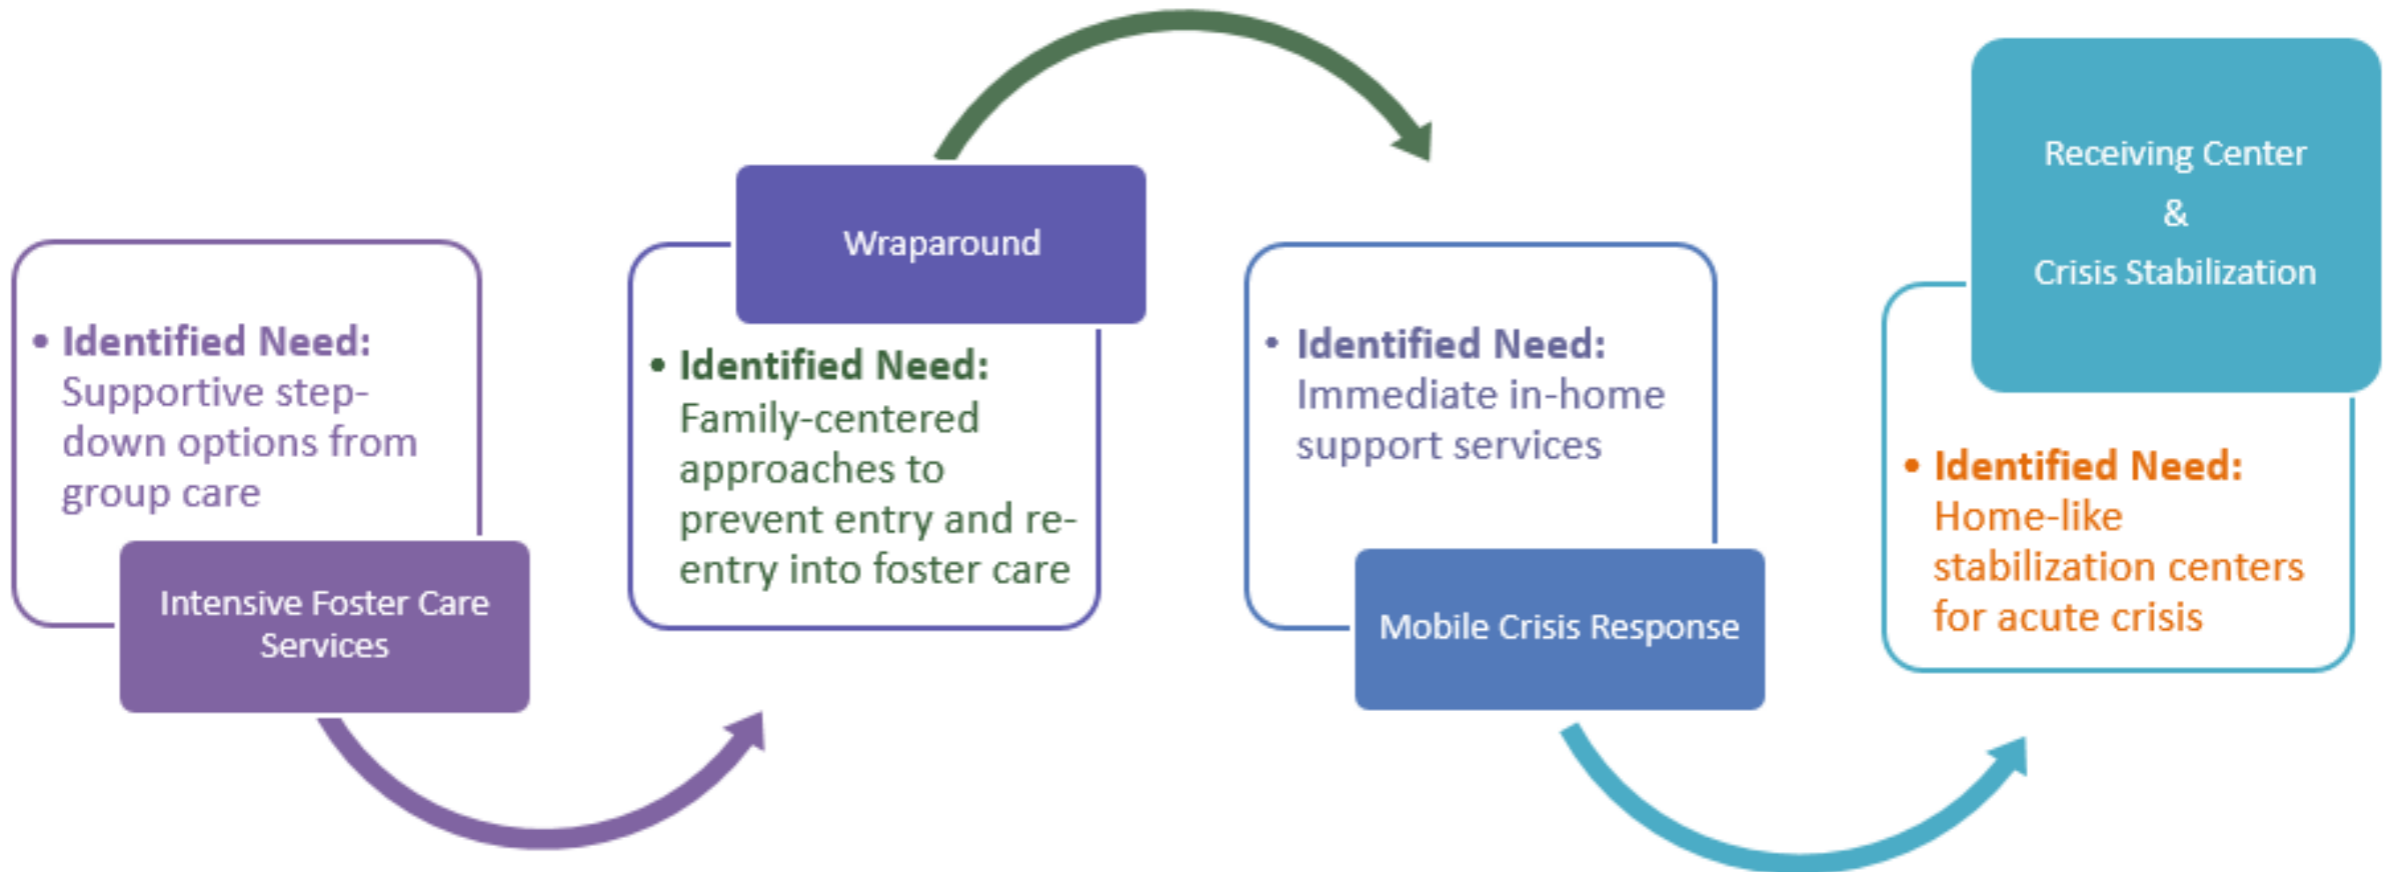 • Identified Need:
Supportive step-
down options from
group care
Intensive Foster Care
Services
Wraparound
• Identified Need:
Family-centered
approaches to
prevent entry and re-
entry into foster care
• Identified Need:
Immediate in-home
support services
Mobile Crisis Response
Receiving Center
&
Crisis Stabilization
• Identified Need:
Home-like
stabilization centers
for acute crisis